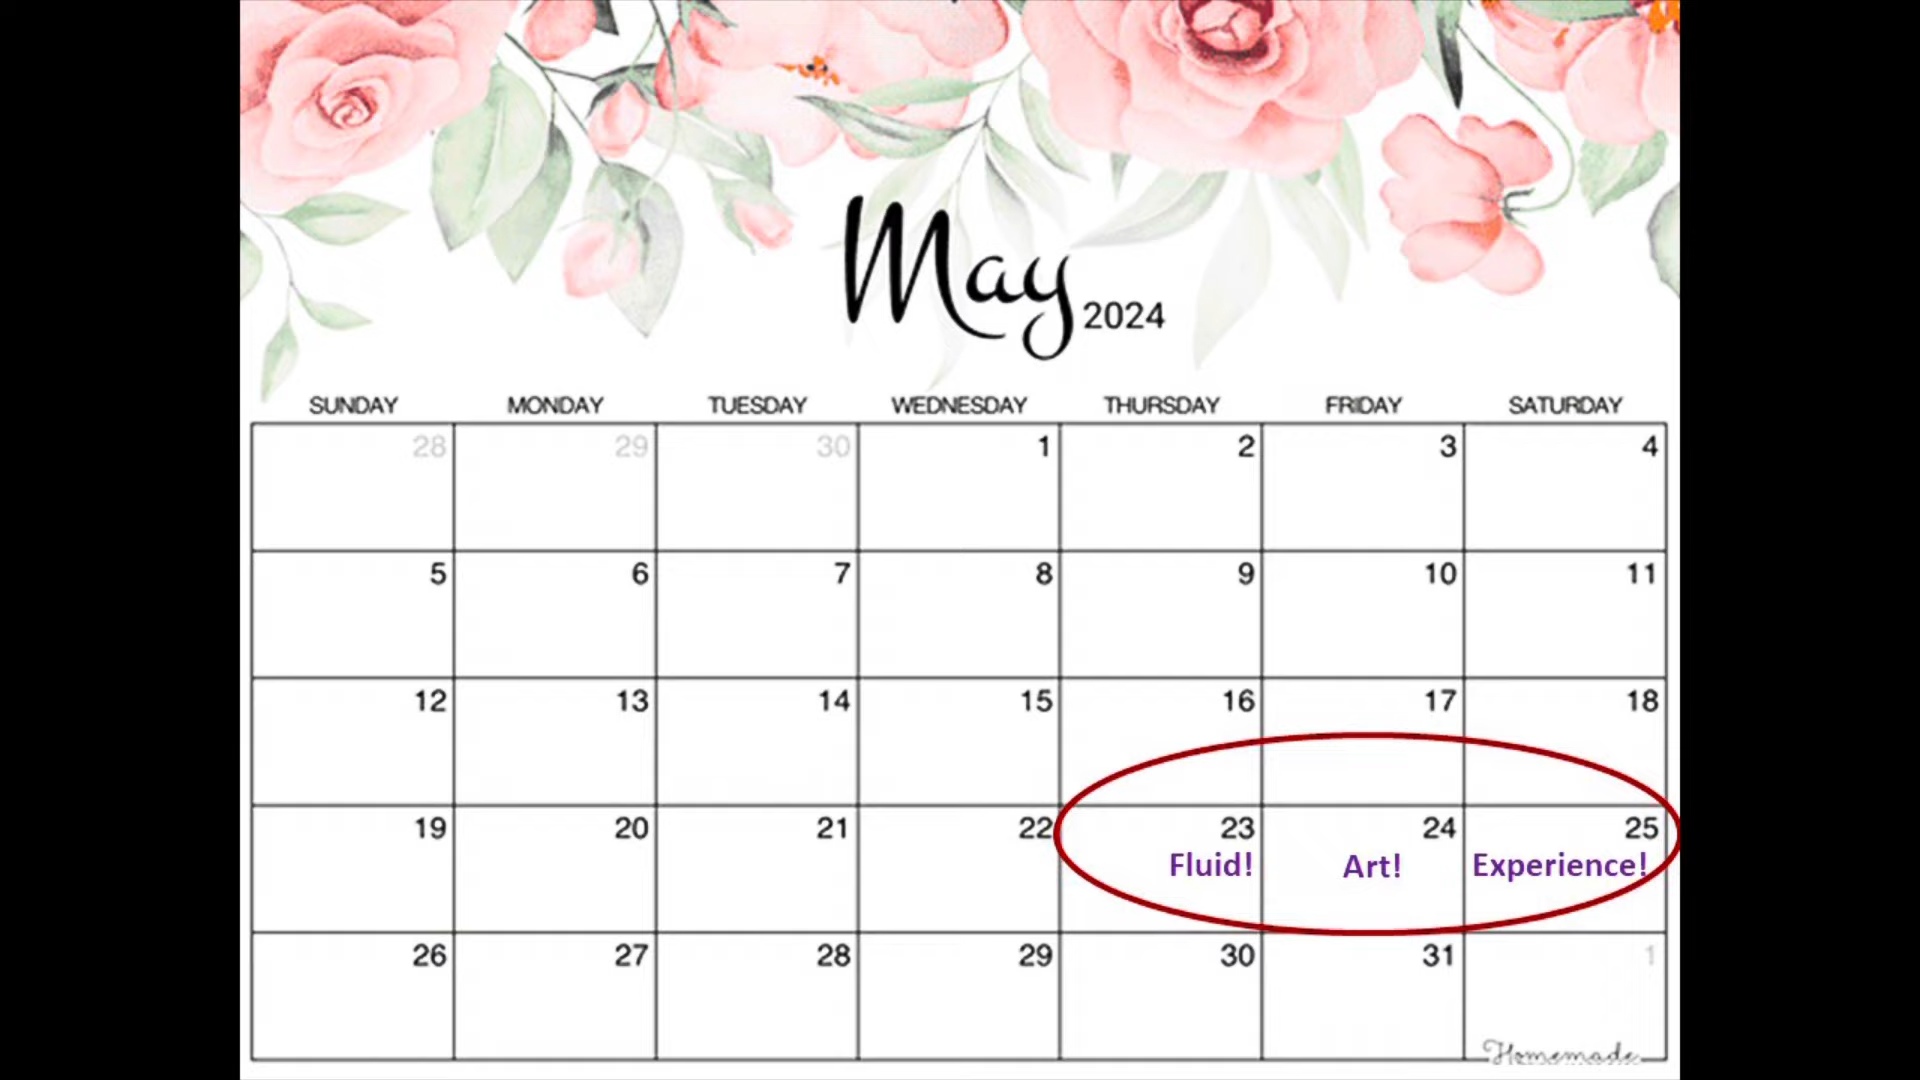 May 2024
SUNDAY MONDAY TUESDAY WEDNESDAY THURSDAY FRIDAY SATURDAY
28 29 30 1 2 3 4
5 6 7 8 9 10 11
12 13 14 15 16 17 18
19 20 21 22 23 24 25
Fluid! Art! Experience!
26 27 28 29 30 31 1
Homemade